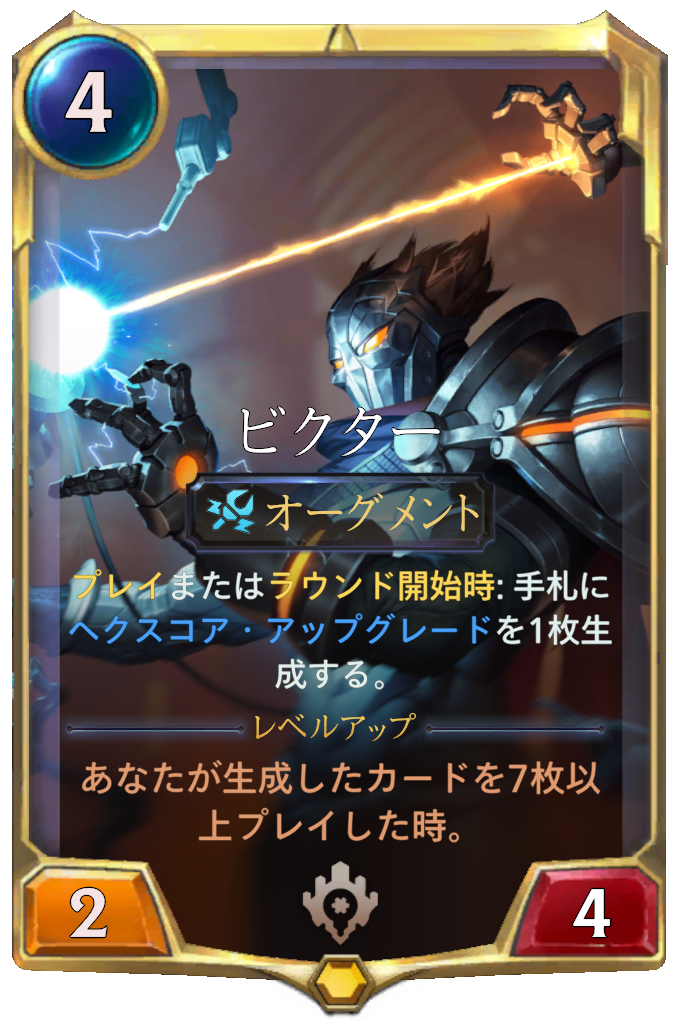 4
ビクター
オーグメント
プレイまたはラウンド開始時: 手札に
ヘクスコア・アップグレードを1枚生
成する。
レベルアップ
あなたが生成したカードを7枚以
上プレイした時。
2
4